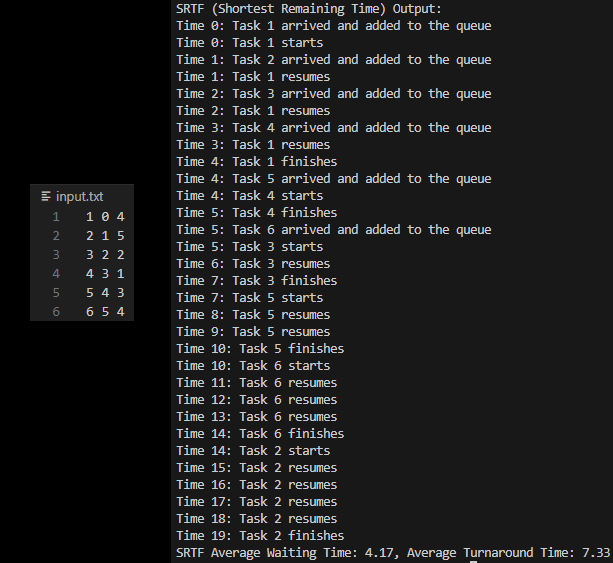 input.txt
1 1 0 4
2 2 1 5
3 3 2 2
4 4 3 1
5 5 4 3
6 6 5 4
SRTF (Shortest Remaining Time) Output:
Time 0: Task 1 arrived and added to the queue
Time 0: Task 1 starts
Time 1: Task 2 arrived and added to the queue
Time 1: Task 1 resumes
Time 2: Task 3 arrived and added to the queue
Time 2: Task 1 resumes
Time 3: Task 4 arrived and added to the queue
Time 3: Task 1 resumes
Time 4: Task 1 finishes
Time 4: Task 5 arrived and added to the queue
Time 4: Task 4 starts
Time 5: Task 4 finishes
Time 5: Task 6 arrived and added to the queue
Time 5: Task 3 starts
Time 6: Task 3 resumes
Time 7: Task 3 finishes
Time 7: Task 5 starts
Time 8: Task 5 resumes
Time 9: Task 5 resumes
Time 10: Task 5 finishes
Time 10: Task 6 starts
Time 11: Task 6 resumes
Time 12: Task 6 resumes
Time 13: Task 6 resumes
Time 14: Task 6 finishes
Time 14: Task 2 starts
Time 15: Task 2 resumes
Time 16: Task 2 resumes
Time 17: Task 2 resumes
Time 18: Task 2 resumes
Time 19: Task 2 finishes
SRTF Average Waiting Time: 4.17, Average Turnaround Time: 7.33